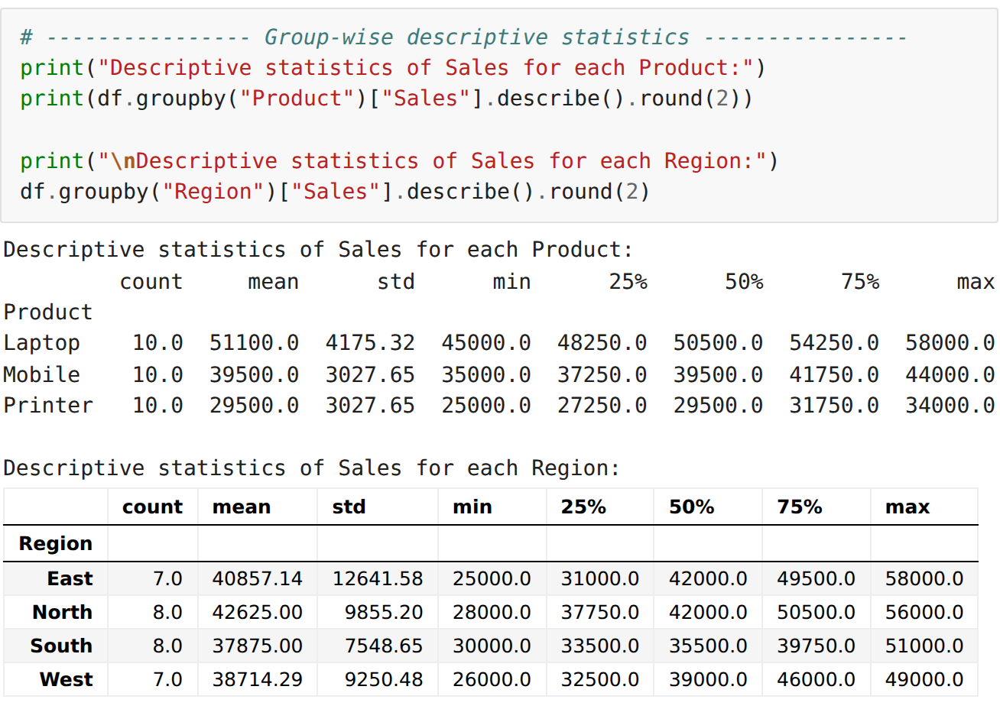 # ---------------- Group-wise descriptive statistics ----------------
print("Descriptive statistics of Sales for each Product:")
print(df.groupby("Product")["Sales"].describe().round(2))
print("\nDescriptive statistics of Sales for each Region:")
df.groupby("Region")["Sales"].describe().round(2)
Descriptive statistics of Sales for each Product:
count mean std min 25% 50% 75% max
Product
Laptop 10.0 51100.0 4175.32 45000.0 48250.0 50500.0 54250.0 58000.0
Mobile 10.0 39500.0 3027.65 35000.0 37250.0 39500.0 41750.0 44000.0
Printer 10.0 29500.0 3027.65 25000.0 27250.0 29500.0 31750.0 34000.0
Descriptive statistics of Sales for each Region:
count mean std min 25% 50% 75% max
Region
East 7.0 40857.14 12641.58 25000.0 31000.0 42000.0 49500.0 58000.0
North 8.0 42625.00 9855.20 28000.0 37750.0 42000.0 50500.0 56000.0
South 8.0 37875.00 7548.65 30000.0 33500.0 35500.0 39750.0 51000.0
West 7.0 38714.29 9250.48 26000.0 32500.0 39000.0 46000.0 49000.0